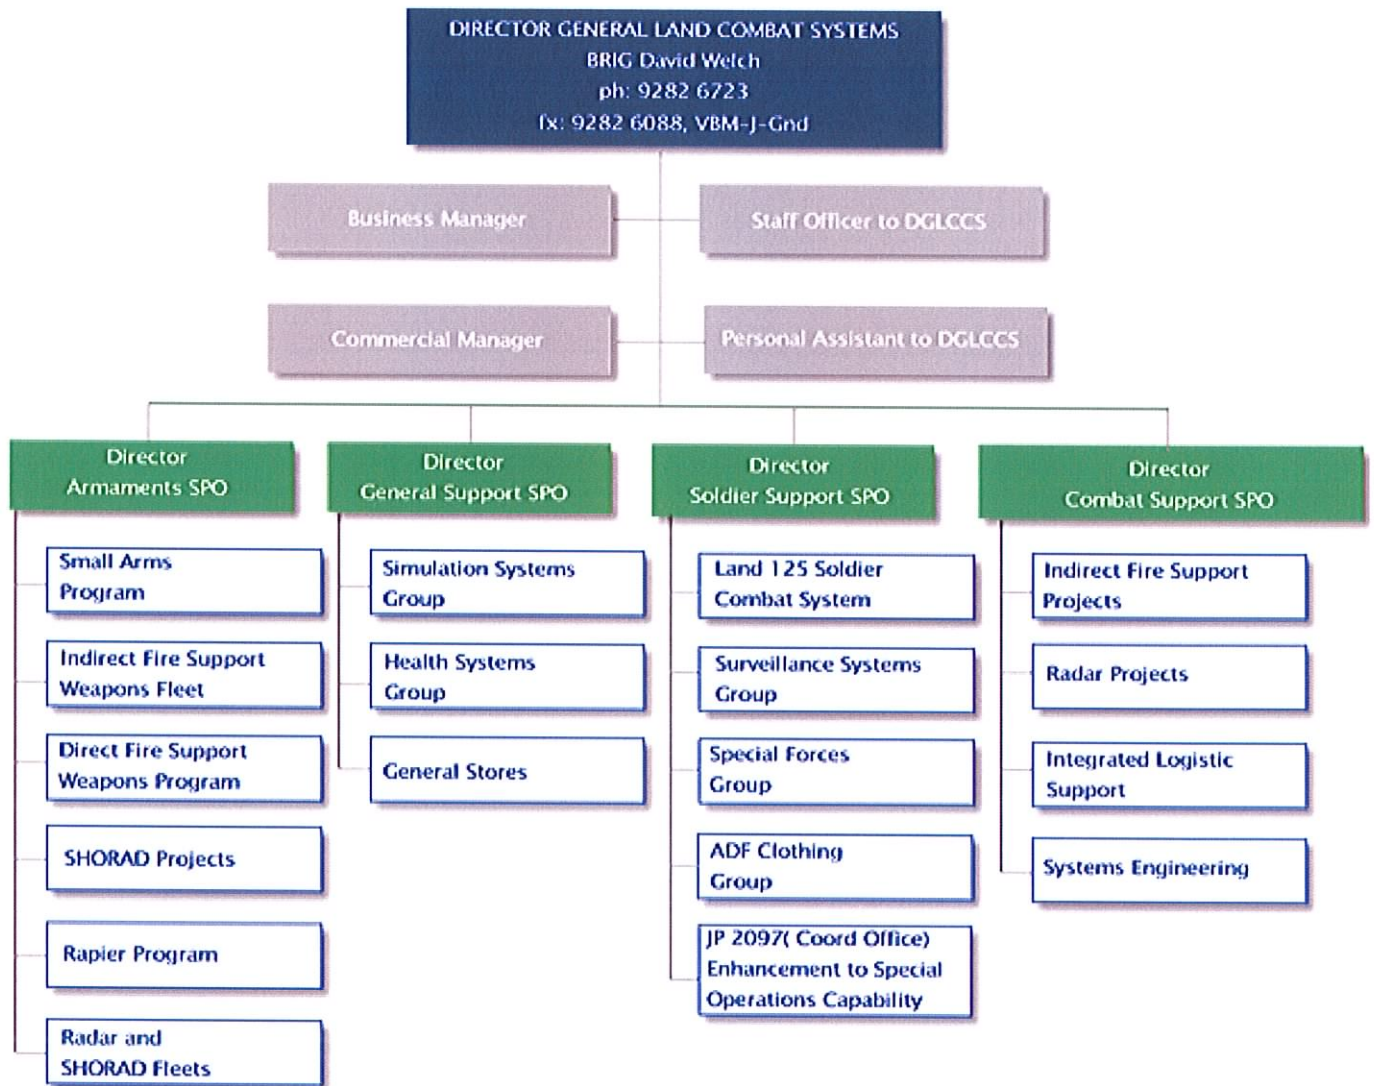 DIRECTOR GENERAL LAND COMBAT SYSTEMS
BRIG David Welch
ph: 9282 6723
fx: 9282 6088, VBM-J-Gnd
Business Manager
Staff Officer to DGLCCS
Commercial Manager
Personal Assistant to DGLCCS
Director
Armaments SPO
Small Arms
Program
Indirect Fire Support
Weapons Fleet
Direct Fire Support
Weapons Program
SHORAD Projects
Rapier Program
Radar and
SHORAD Fleets
Director
General Support SPO
Simulation Systems
Group
Health Systems
Group
General Stores
Director
Soldier Support SPO
Land 125 Soldier
Combat System
Surveillance Systems
Group
Special Forces
Group
ADF Clothing
Group
JP 2097( Coord Office)
Enhancement to Special
Operations Capability
Director
Combat Support SPO
Indirect Fire Support
Projects
Radar Projects
Integrated Logistic
Support
Systems Engineering